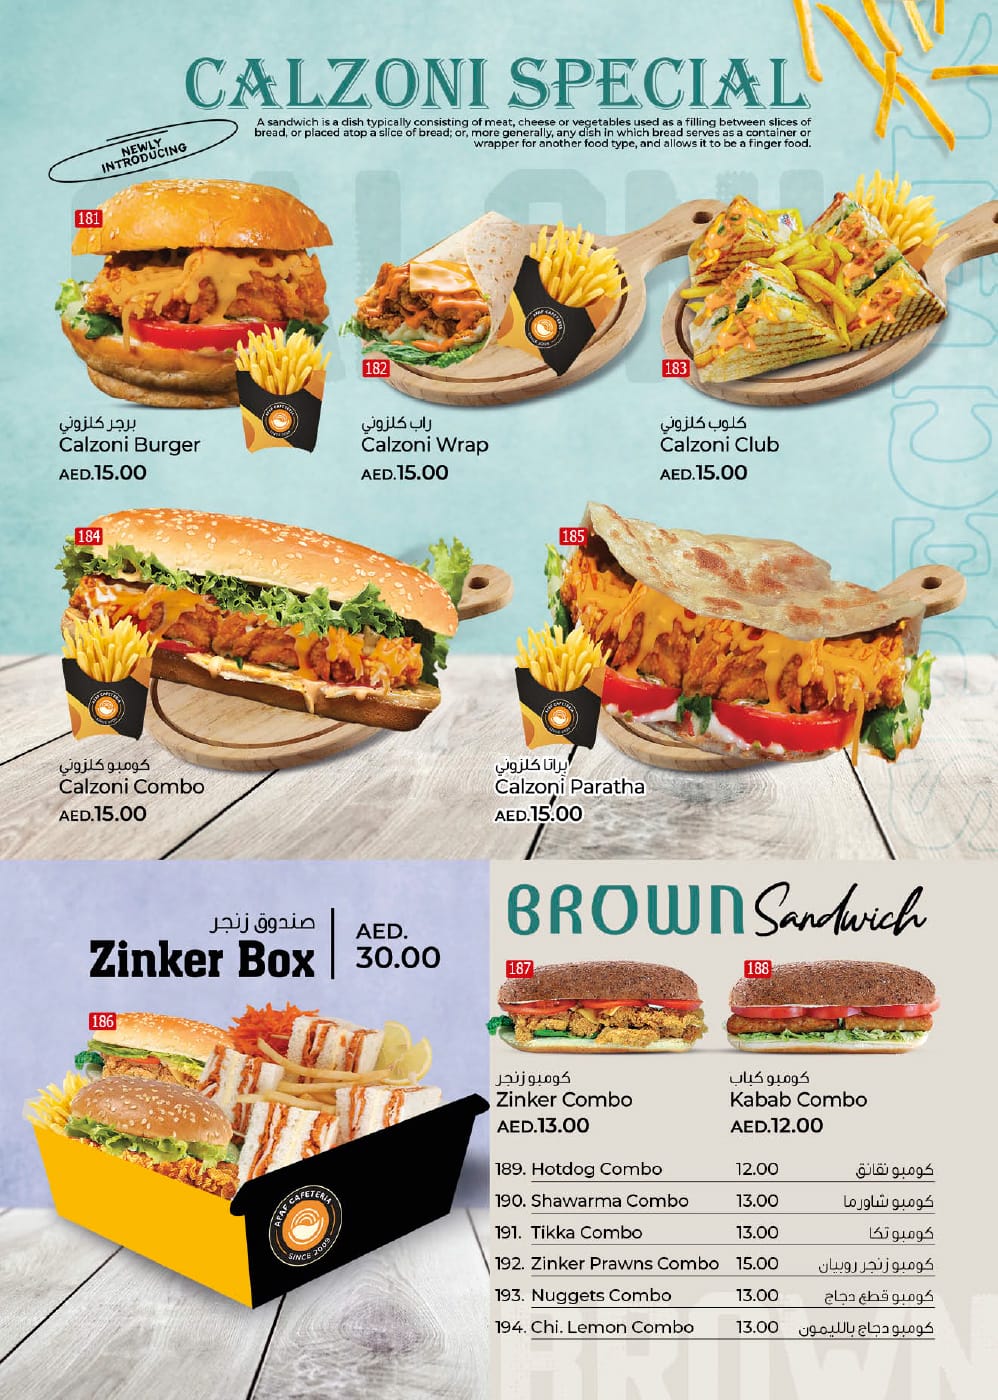 CALZONI SPECIAL
A sandwich is a dish typically consisting of meat, cheese or vegetables used as a filling between slices of
bread, or placed atop a slice of bread; or, more generally, any dish in which bread serves as a container or
wrapper for another food type, and allows it to be a finger food.
NEWLY
INTRODUCING
181
برجر كلزوني
Calzoni Burger
AED.15.00
182
راب كلزوني
Calzoni Wrap
AED.15.00
183
كلوب كلزوني
Calzoni Club
AED.15.00
184
كومبو كلزوني
Calzoni Combo
AED.15.00
185
براتا كلزوني
Calzoni Paratha
AED.15.00
صندوق زنجر
Zinker Box
AED.
30.00
186
APAF CAFETERIA
SINCE 2009
BROWN Sandwich
187
كومبو زنجر
Zinker Combo
AED.13.00
188
كومبو كباب
Kabab Combo
AED.12.00
189. Hotdog Combo 12.00 كومبو نقانق
190. Shawarma Combo 13.00 كومبو شاورما
191. Tikka Combo 13.00 كومبو تكا
192. Zinker Prawns Combo 15.00 كومبو زنجر روبيان
193. Nuggets Combo 13.00 كومبو قطع دجاج
194. Chi. Lemon Combo 13.00 كومبو دجاج بالليمون
BROWN